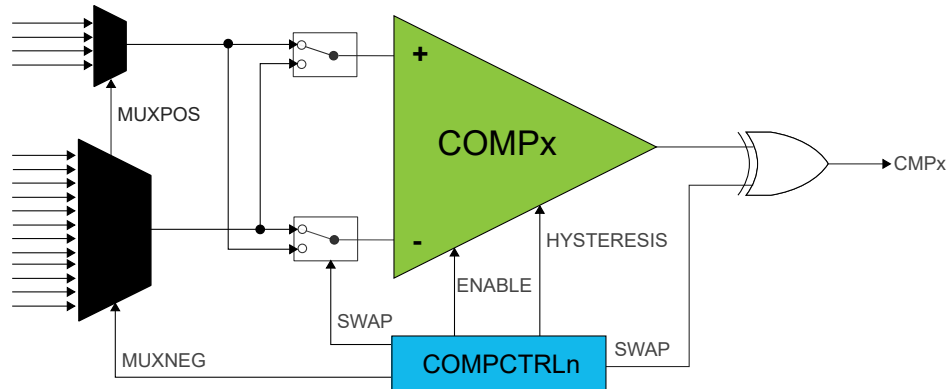 +
MUXPOS
COMPx
CMPx
-
HYSTERESIS
ENABLE
SWAP
MUXNEG
COMPCTRLn
SWAP